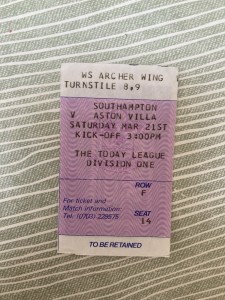 WS ARCHER WING
TURNSTILE 8,9
SOUTHAMPTON
V ASTON VILLA
SATURDAY MAR 21ST
KICK-OFF 3:00PM
THE TODAY LEAGUE
DIVISION ONE
ROW
F
For ticket and
Match information
Tel. (0703) 228575
SEAT
14
TO BE RETAINED